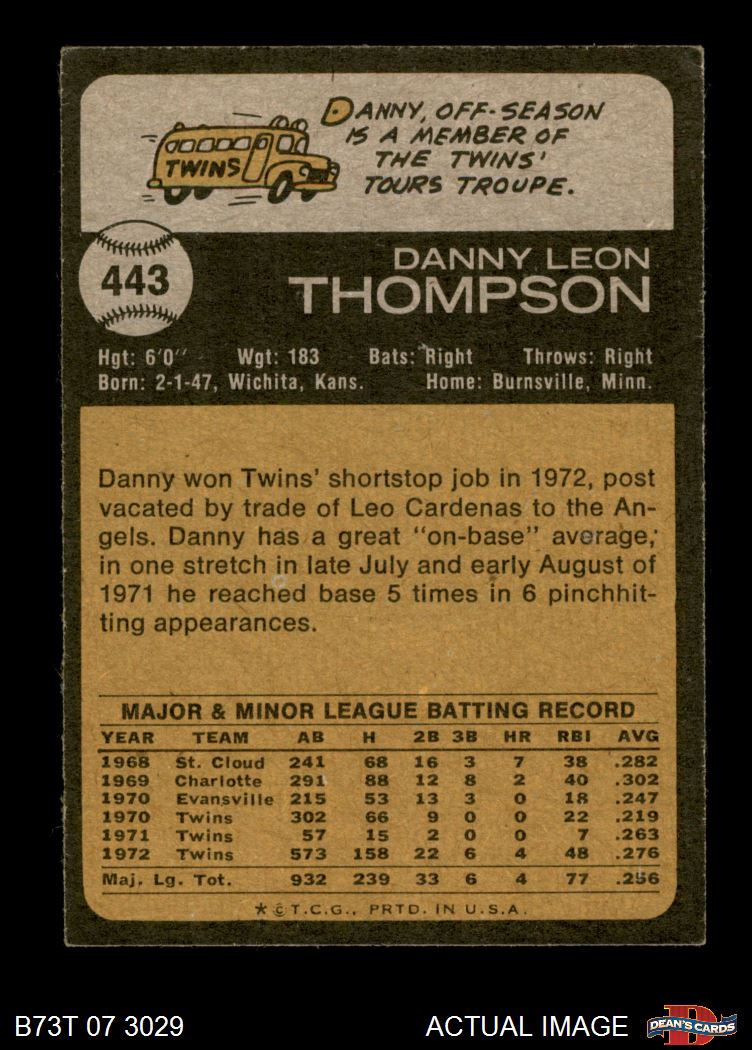 DANNY, OFF-SEASON
IS A MEMBER OF
THE TWINS'
TOURS TROUPE.
TWINS
443
DANNY LEON
THOMPSON
Hgt: 6'0" Wgt: 183 Bats: Right Throws: Right
Born: 2-1-47, Wichita, Kans. Home: Burnsville, Minn.
Danny won Twins' shortstop job in 1972, post
vacated by trade of Leo Cardenas to the An-
gels. Danny has a great "on-base" average;
in one stretch in late July and early August of
1971 he reached base 5 times in 6 pinchhit-
ting appearances.
MAJOR & MINOR LEAGUE BATTING RECORD
YEAR TEAM AB H 2B 3B HR RBI AVG
1968 St. Cloud 241 68 16 3 7 38 .282
1969 Charlotte 291 88 12 8 2 40 .302
1970 Evansville 215 53 13 3 0 18 .247
1970 Twins 302 66 9 0 0 22 .219
1971 Twins 57 15 2 0 0 7 .263
1972 Twins 573 158 22 6 4 48 .276
Maj. Lg. Tot. 932 239 33 6 4 77 .256
*©T.C.G., PRTD. IN U.S.A.
B73T 07 3029 ACTUAL IMAGE
D
DEAN'S CARDS